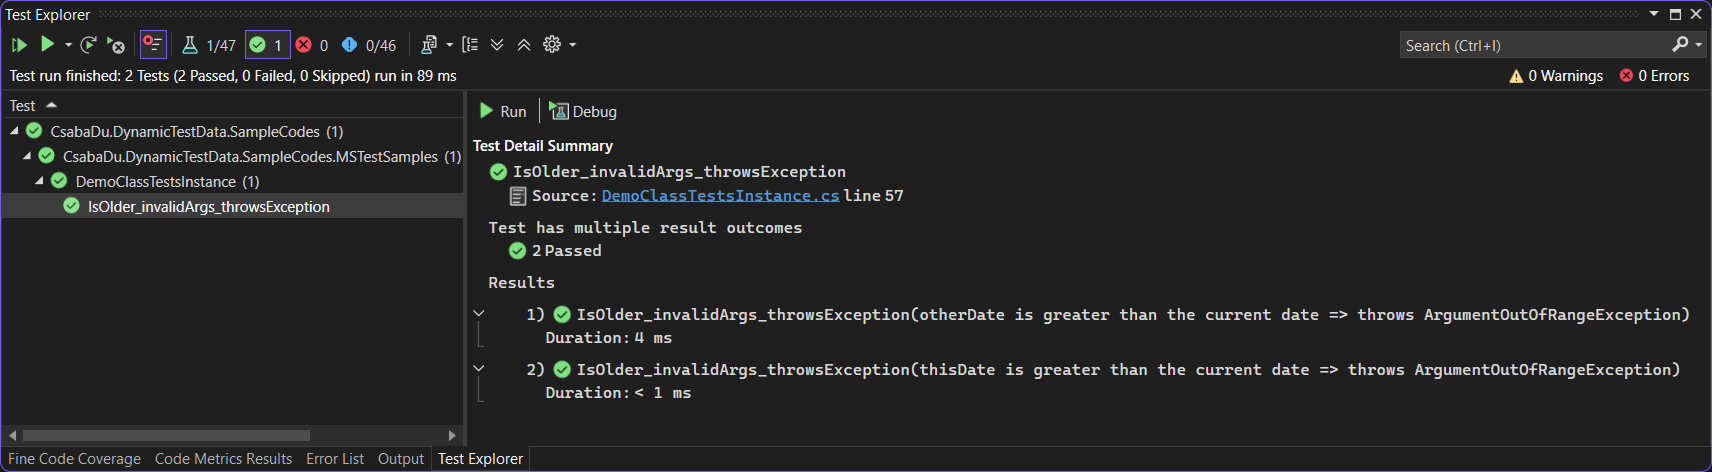 Test Explorer
1/47 1 0 0/46 Search (Ctrl+I)
Test run finished: 2 Tests (2 Passed, 0 Failed, 0 Skipped) run in 89 ms 0 Warnings 0 Errors
Test
CsabaDu.DynamicTestData.SampleCodes (1)
CsabaDu.DynamicTestData.SampleCodes.MSTestSamples (1)
DemoClassTestsInstance (1)
IsOlder_invalidArgs_throwsException
Run Debug
Test Detail Summary
IsOlder_invalidArgs_throwsException
Source: DemoClassTestsInstance.cs line 57
Test has multiple result outcomes
2 Passed
Results
1) IsOlder_invalidArgs_throwsException(otherDate is greater than the current date => throws ArgumentOutOfRangeException)
Duration: 4 ms
2) IsOlder_invalidArgs_throwsException(thisDate is greater than the current date => throws ArgumentOutOfRangeException)
Duration: < 1 ms
Fine Code Coverage Code Metrics Results Error List Output Test Explorer